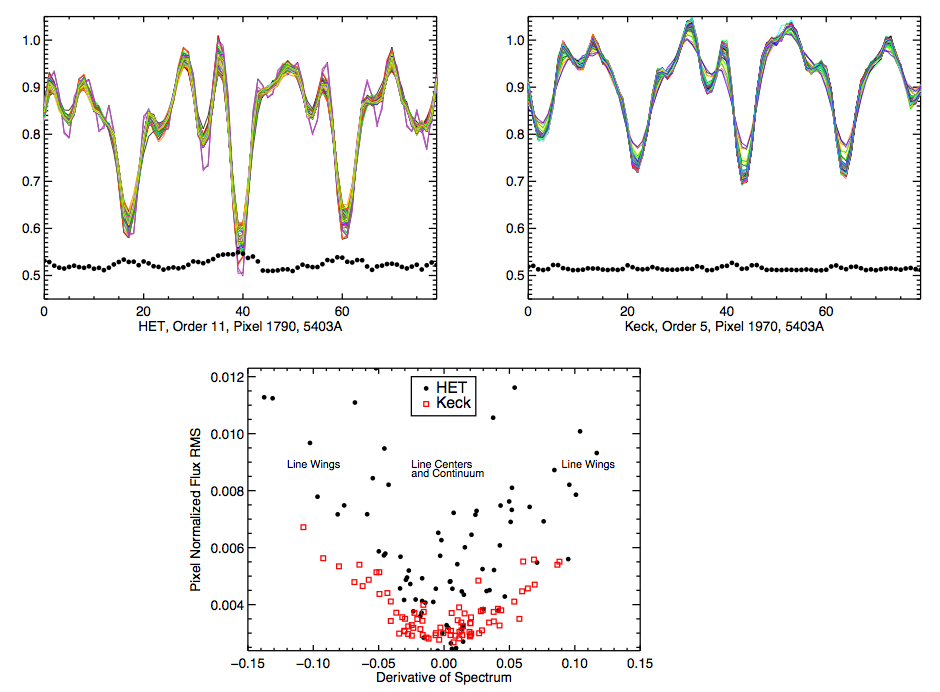 1.0
0.9
0.8
0.7
0.6
0.5
0 20 40 60
HET, Order 11, Pixel 1790, 5403A
1.0
0.9
0.8
0.7
0.6
0.5
0 20 40 60
Keck, Order 5, Pixel 1970, 5403A
0.012
0.010
0.008
0.006
0.004
Pixel Normalized Flux RMS
HET
Keck
Line Wings
Line Centers
and Continuum
Line Wings
−0.15 −0.10 −0.05 0.00 0.05 0.10 0.15
Derivative of Spectrum